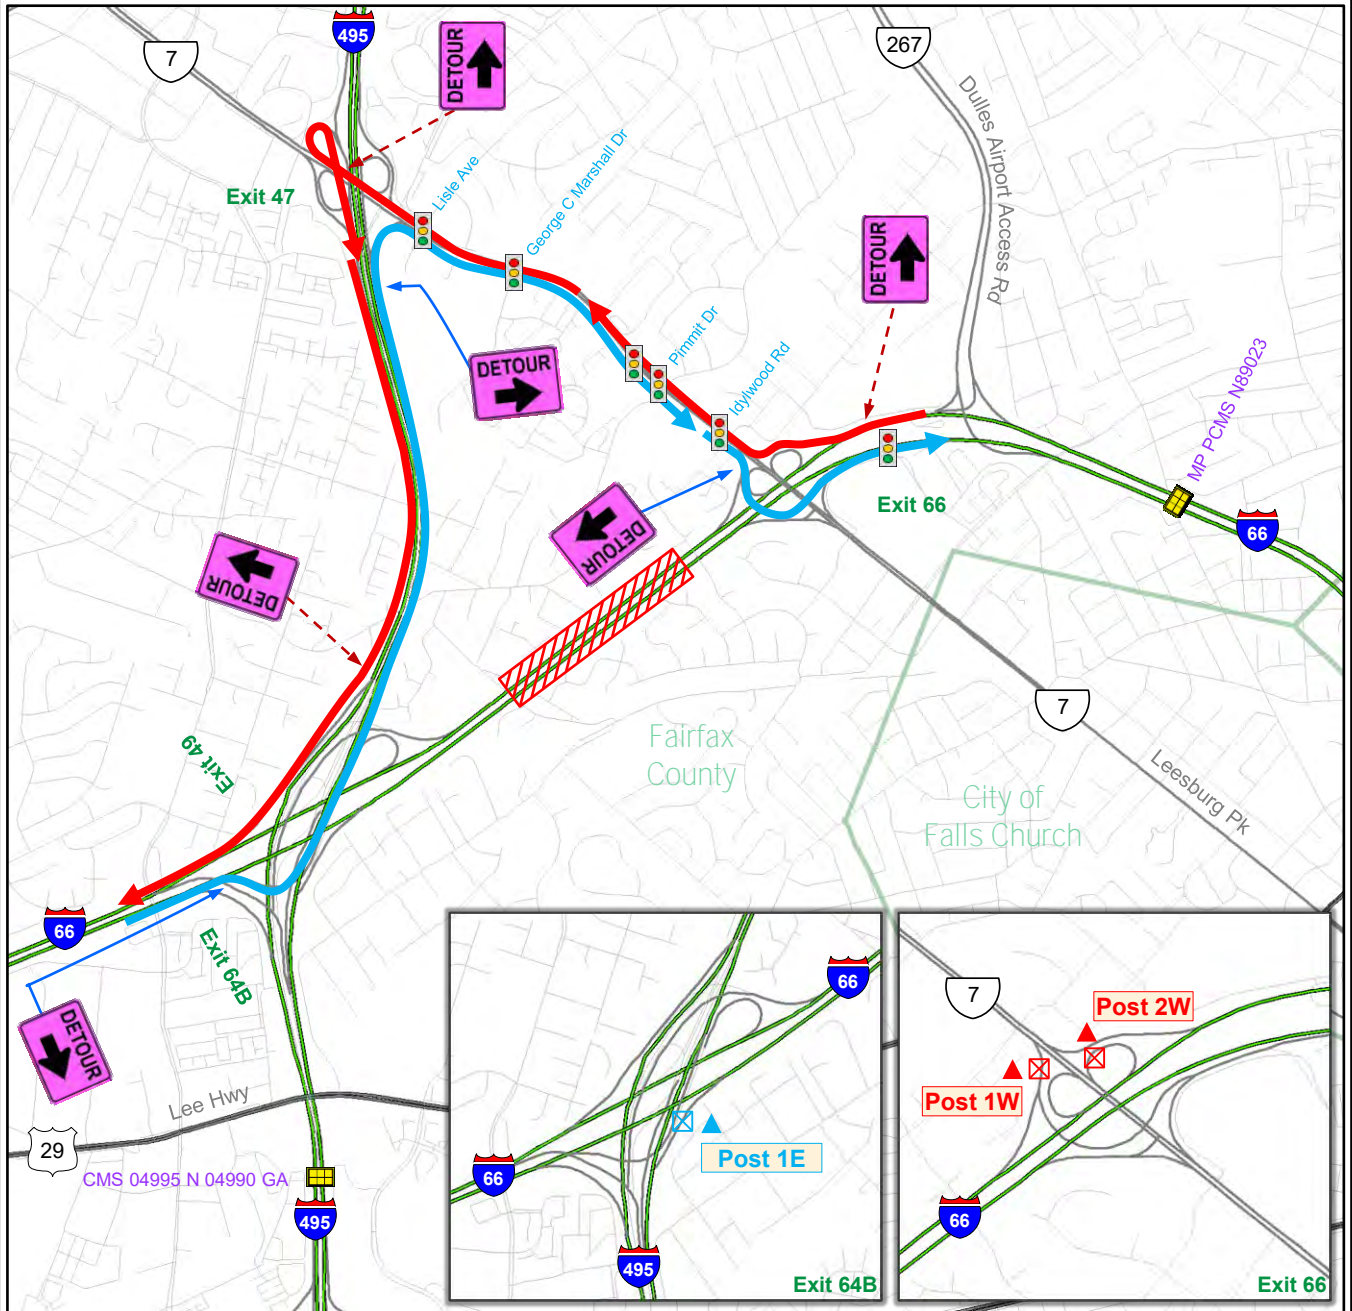 7
495
DETOUR
267
Dulles Airport Access Rd
Exit 47
Lisle Ave
George C Marshall Dr
DETOUR
DETOUR
Pimmit Dr
Idylwood Rd
MP PCMS N89023
Exit 66
66
DETOUR
DETOUR
7
Fairfax
County
Exit 49
Leesburg Pk
City of
Falls Church
66
Exit 64B
DETOUR
Lee Hwy
29
CMS 04995 N 04990 GA
495
66
Post 1E
66
495
Exit 64B
7
Post 2W
Post 1W
66
Exit 66